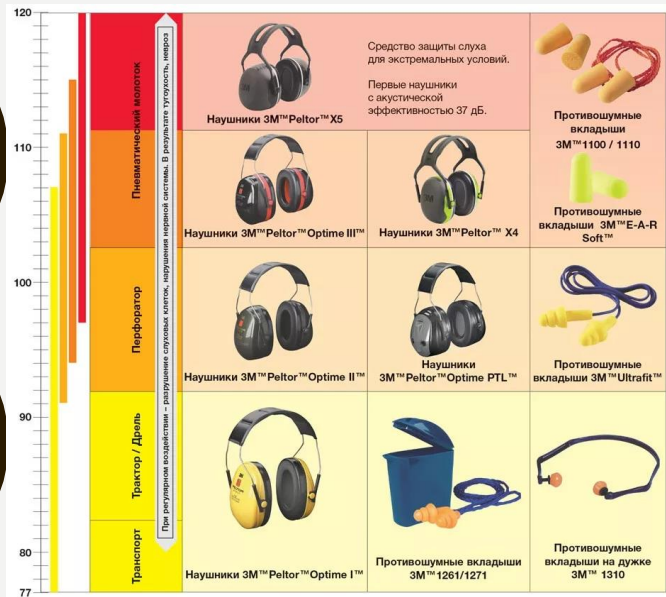 120
110
100
90
80
77
Пневматический молоток
Перфоратор
Трактор / Дрель
Транспорт
При регулярном воздействии – разрушение слуховых клеток, нарушения нервной системы. В результате тугоухость, невроз
Наушники 3M™Peltor™X5
Средство защиты слуха
для экстремальных условий.
Первые наушники
с акустической
эффективностью 37 дБ.
Противошумные
вкладыши
3M™1100 / 1110
Наушники 3M™Peltor™Optime III™
Наушники 3M™Peltor™ X4
Противошумные
вкладыши 3M™E-A-R
Soft™
Наушники 3M™Peltor™Optime II™
Наушники
3M™Peltor™Optime PTL™
Противошумные
вкладыши 3M™Ultrafit™
Наушники 3M™Peltor™Optime I™
Противошумные вкладыши
3M™1261/1271
Противошумные
вкладыши на дужке
3M™ 1310